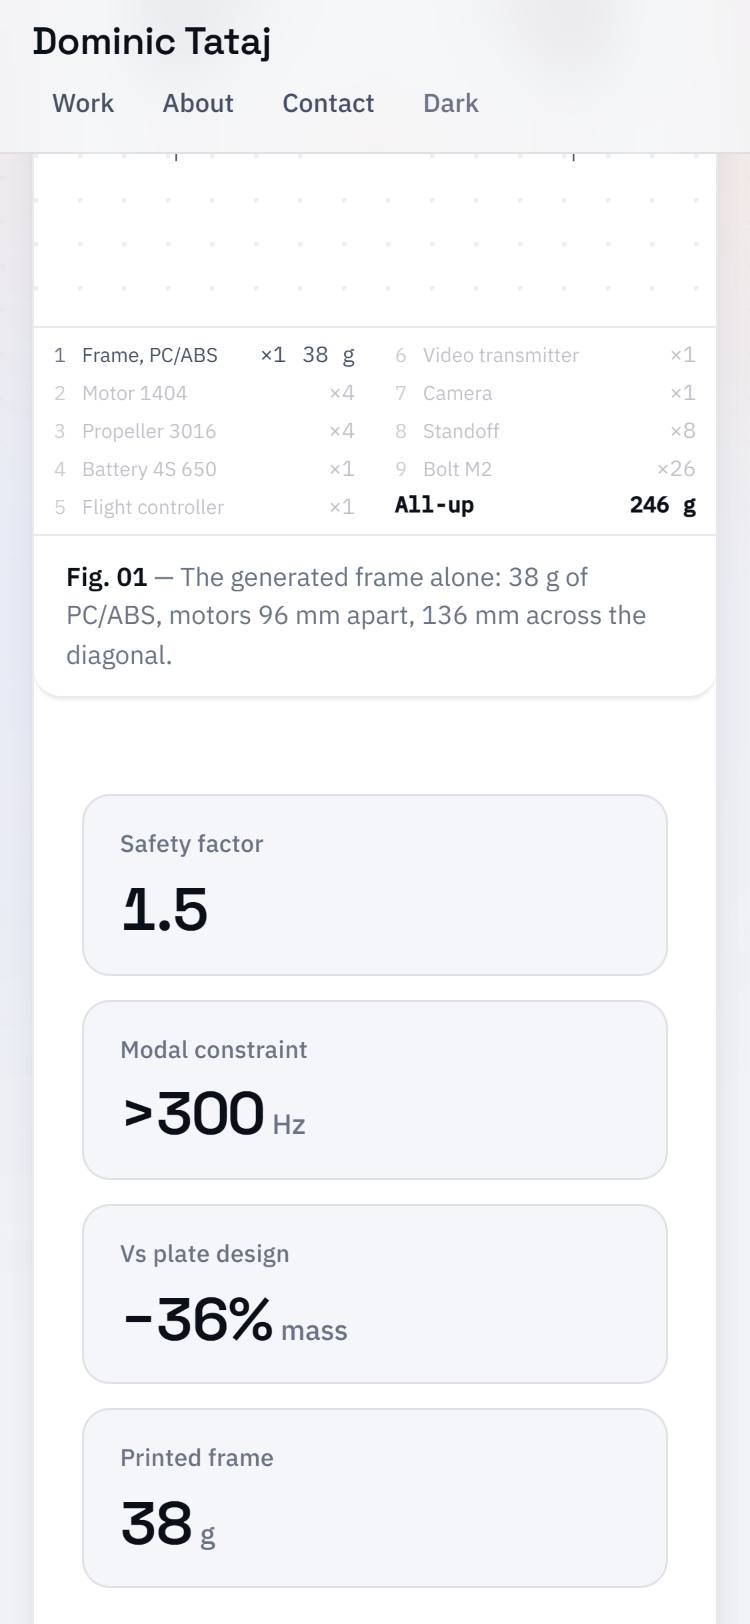 Dominic Tataj
Work About Contact Dark
1 Frame, PC/ABS ×1 38 g
2 Motor 1404 ×4
3 Propeller 3016 ×4
4 Battery 4S 650 ×1
5 Flight controller ×1
6 Video transmitter ×1
7 Camera ×1
8 Standoff ×8
9 Bolt M2 ×26
All-up 246 g
Fig. 01 — The generated frame alone: 38 g of
PC/ABS, motors 96 mm apart, 136 mm across the
diagonal.
Safety factor
1.5
Modal constraint
>300 Hz
Vs plate design
−36% mass
Printed frame
38 g